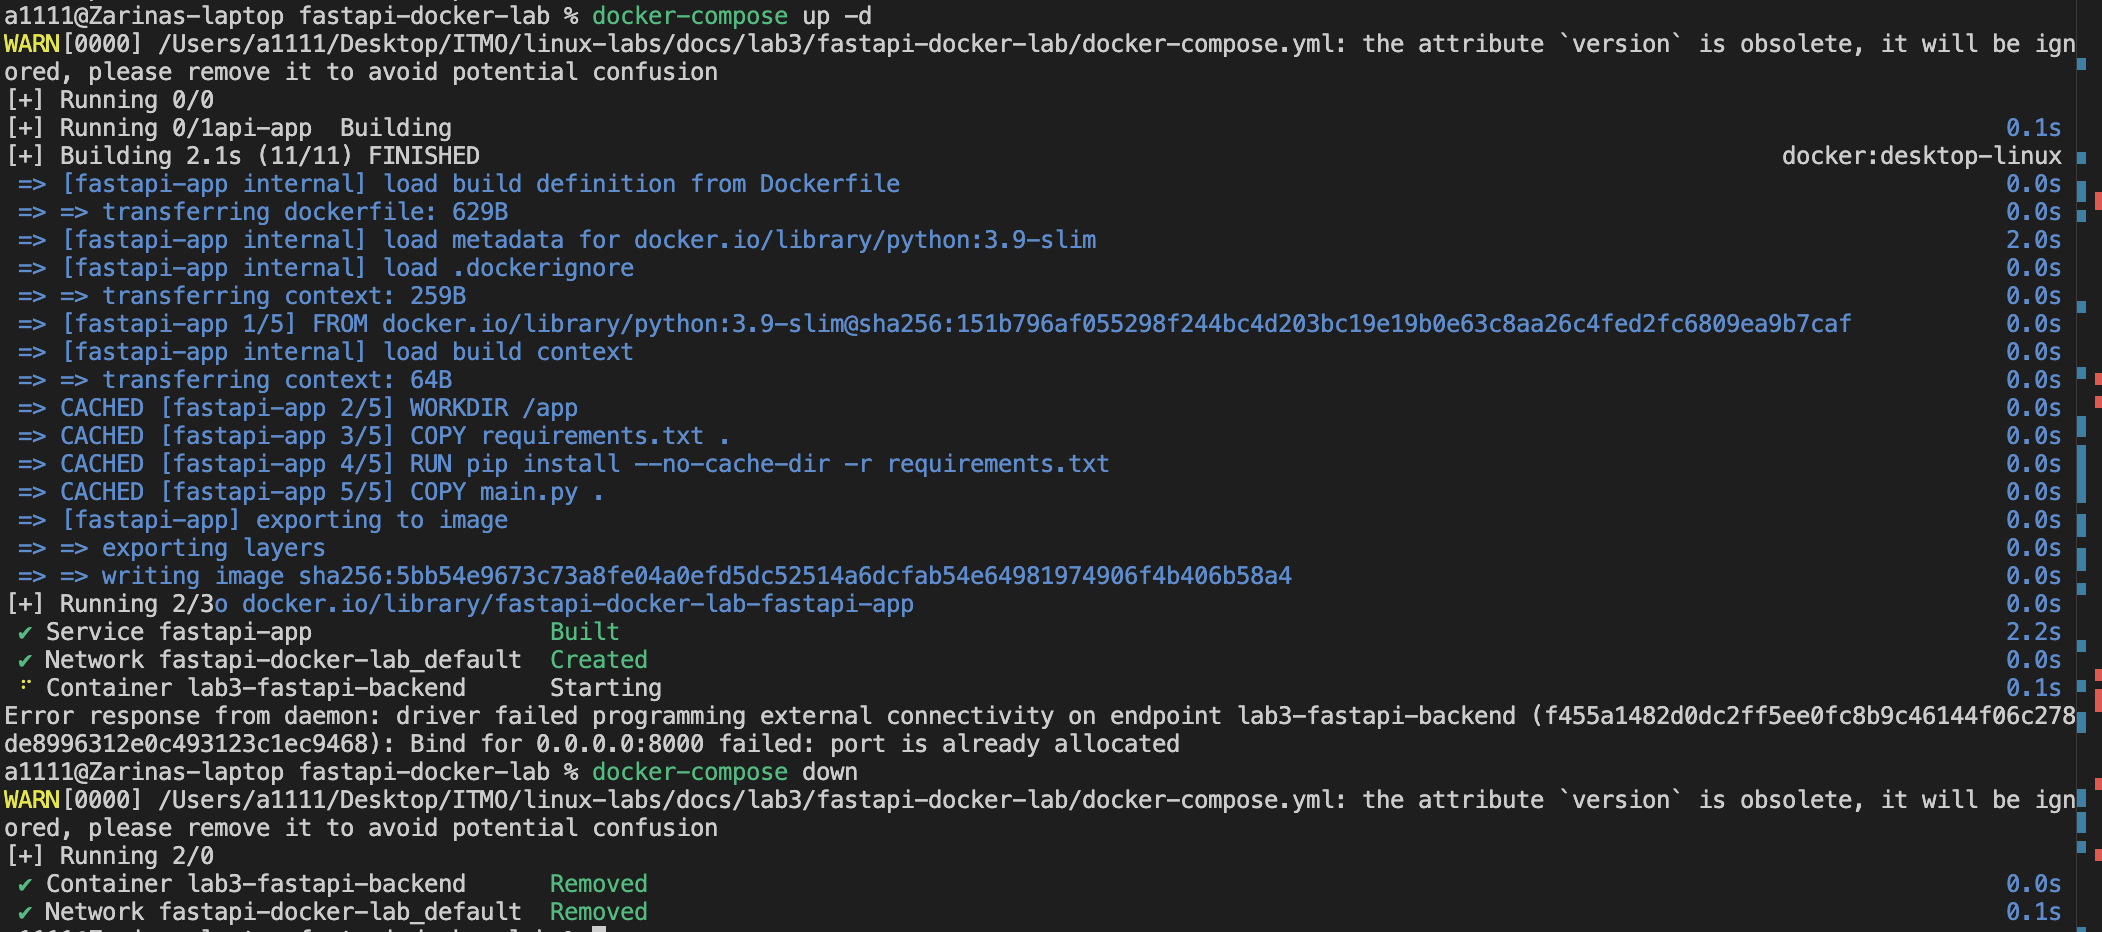 a1111@Zarinas-laptop fastapi-docker-lab % docker-compose up -d
WARN[0000] /Users/a1111/Desktop/ITMO/linux-labs/docs/lab3/fastapi-docker-lab/docker-compose.yml: the attribute `version` is obsolete, it will be ign
ored, please remove it to avoid potential confusion
[+] Running 0/0
[+] Running 0/1api-app  Building 0.1s
[+] Building 2.1s (11/11) FINISHED docker:desktop-linux
=> [fastapi-app internal] load build definition from Dockerfile 0.0s
=> => transferring dockerfile: 629B 0.0s
=> [fastapi-app internal] load metadata for docker.io/library/python:3.9-slim 2.0s
=> [fastapi-app internal] load .dockerignore 0.0s
=> => transferring context: 259B 0.0s
=> [fastapi-app 1/5] FROM docker.io/library/python:3.9-slim@sha256:151b796af055298f244bc4d203bc19e19b0e63c8aa26c4fed2fc6809ea9b7caf 0.0s
=> [fastapi-app internal] load build context 0.0s
=> => transferring context: 64B 0.0s
=> CACHED [fastapi-app 2/5] WORKDIR /app 0.0s
=> CACHED [fastapi-app 3/5] COPY requirements.txt . 0.0s
=> CACHED [fastapi-app 4/5] RUN pip install --no-cache-dir -r requirements.txt 0.0s
=> CACHED [fastapi-app 5/5] COPY main.py . 0.0s
=> [fastapi-app] exporting to image 0.0s
=> => exporting layers 0.0s
=> => writing image sha256:5bb54e9673c73a8fe04a0efd5dc52514a6dcfab54e64981974906f4b406b58a4 0.0s
[+] Running 2/3o docker.io/library/fastapi-docker-lab-fastapi-app 0.0s
✔ Service fastapi-app Built 2.2s
✔ Network fastapi-docker-lab_default Created 0.0s
⠋ Container lab3-fastapi-backend Starting 0.1s
Error response from daemon: driver failed programming external connectivity on endpoint lab3-fastapi-backend (f455a1482d0dc2ff5ee0fc8b9c46144f06c278
de8996312e0c493123c1ec9468): Bind for 0.0.0.0:8000 failed: port is already allocated
a1111@Zarinas-laptop fastapi-docker-lab % docker-compose down
WARN[0000] /Users/a1111/Desktop/ITMO/linux-labs/docs/lab3/fastapi-docker-lab/docker-compose.yml: the attribute `version` is obsolete, it will be ign
ored, please remove it to avoid potential confusion
[+] Running 2/0
✔ Container lab3-fastapi-backend Removed 0.0s
✔ Network fastapi-docker-lab_default Removed 0.1s